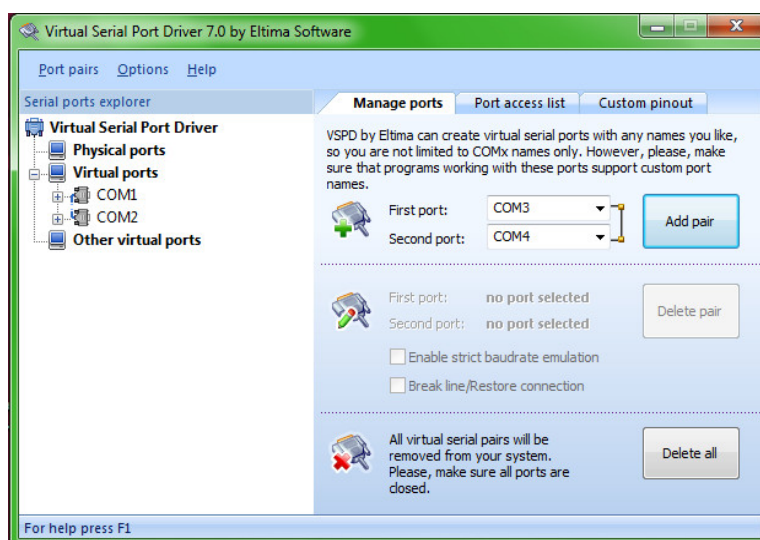 Virtual Serial Port Driver 7.0 by Eltima Software
Port pairs Options Help
Serial ports explorer
Virtual Serial Port Driver
Physical ports
Virtual ports
COM1
COM2
Other virtual ports
Manage ports Port access list Custom pinout
VSPD by Eltima can create virtual serial ports with any names you like,
so you are not limited to COMx names only. However, please, make
sure that programs working with these ports support custom port
names.
First port: COM3
Second port: COM4
Add pair
First port: no port selected
Second port: no port selected
Delete pair
Enable strict baudrate emulation
Break line/Restore connection
All virtual serial pairs will be
removed from your system.
Please, make sure all ports are
closed.
Delete all
For help press F1